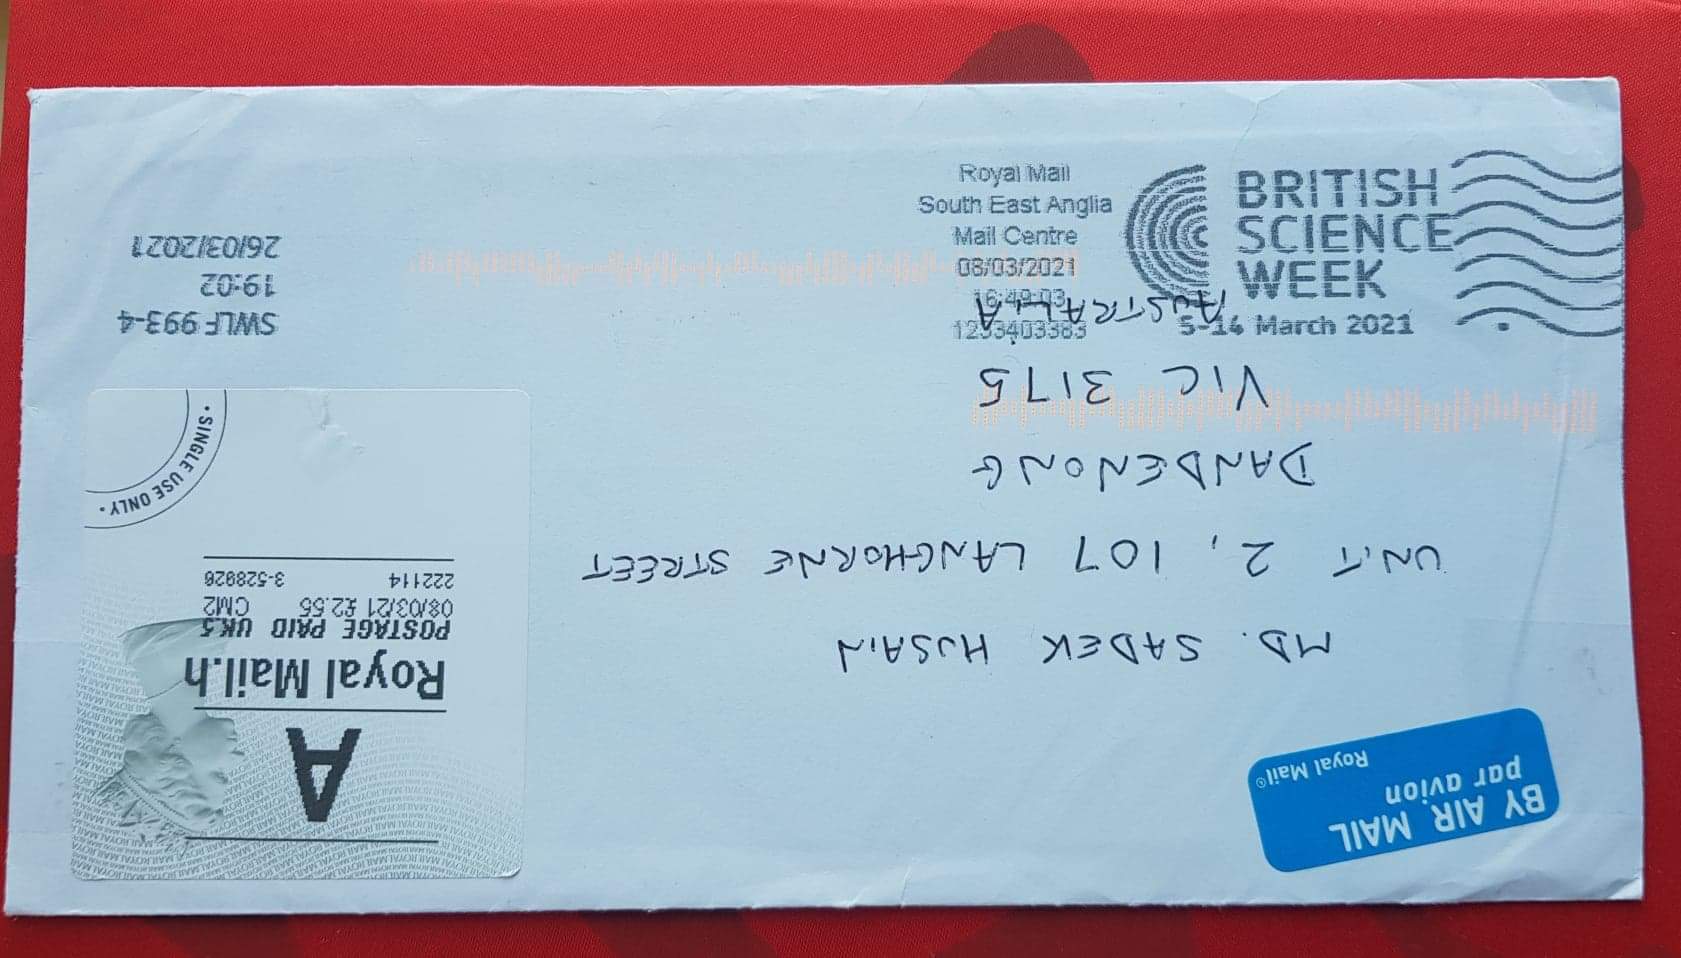 Royal Mail
South East Anglia
Mail Centre
08/03/2021
16:49:03
1233403383
BRITISH
SCIENCE
WEEK
5-14 March 2021
BY AIR MAIL
par avion
Royal Mail®
MD. SADEK HUSAIN
UNIT 2, 107 LANGHORNE STREET
DANDENONG
VIC 3175
AUSTRALIA
A
Royal Mail.h
POSTAGE PAID UK.5
08/03/21 £2.55 CM2
222114 3-528926
• SINGLE USE ONLY •
SWLF 993-4
19:02
26/03/2021